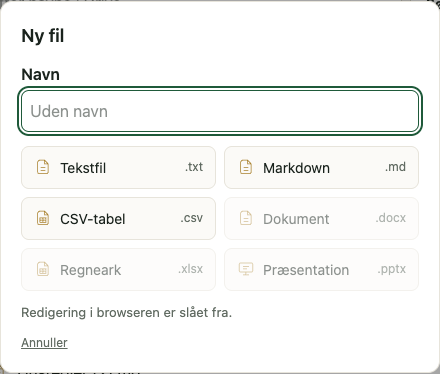 Ny fil
Navn
Uden navn
Tekstfil .txt
Markdown .md
CSV-tabel .csv
Dokument .docx
Regneark .xlsx
Præsentation .pptx
Redigering i browseren er slået fra.
Annuller